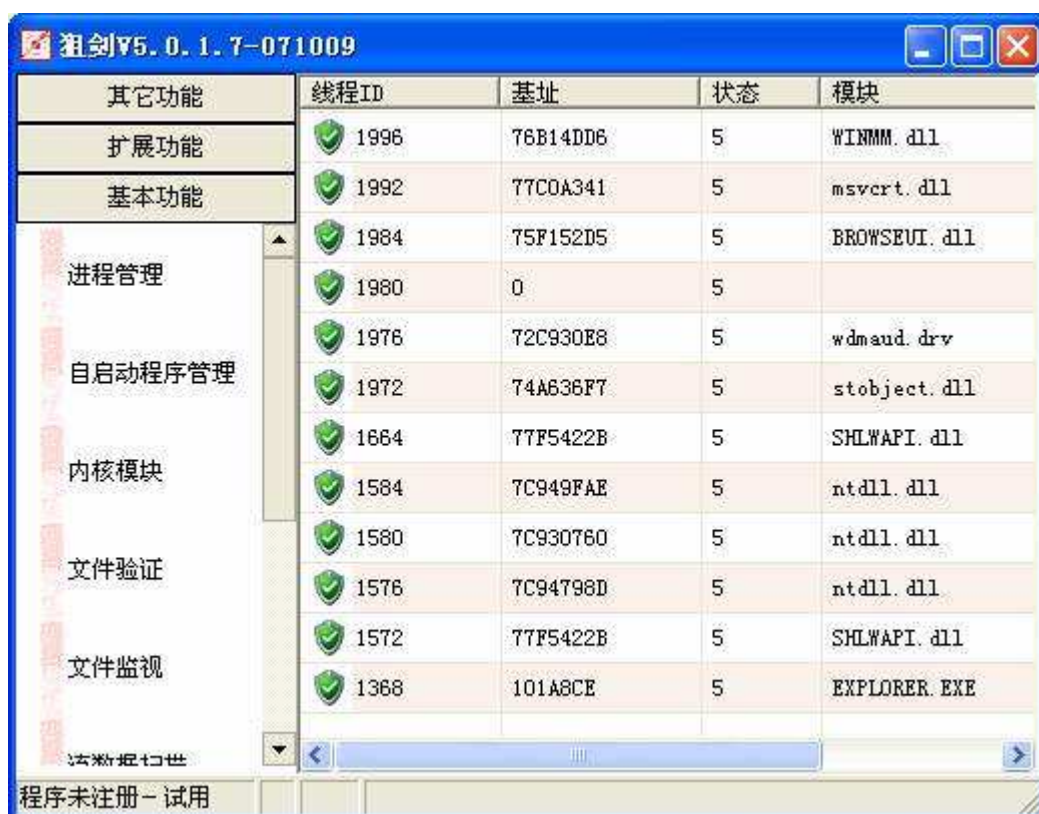 狙剑V5.0.1.7-071009
其它功能
扩展功能
基本功能
进程管理
自启动程序管理
内核模块
文件验证
文件监视
线程ID 基址 状态 模块
1996 76B14DD6 5 WINMM.dll
1992 77C0A341 5 msvcrt.dll
1984 75F152D5 5 BROWSEUI.dll
1980 0 5
1976 72C930E8 5 wdmaud.drv
1972 74A636F7 5 stobject.dll
1664 77F5422B 5 SHLWAPI.dll
1584 7C949FAE 5 ntdll.dll
1580 7C930760 5 ntdll.dll
1576 7C94798D 5 ntdll.dll
1572 77F5422B 5 SHLWAPI.dll
1368 101A8CE 5 EXPLORER.EXE
程序未注册－试用